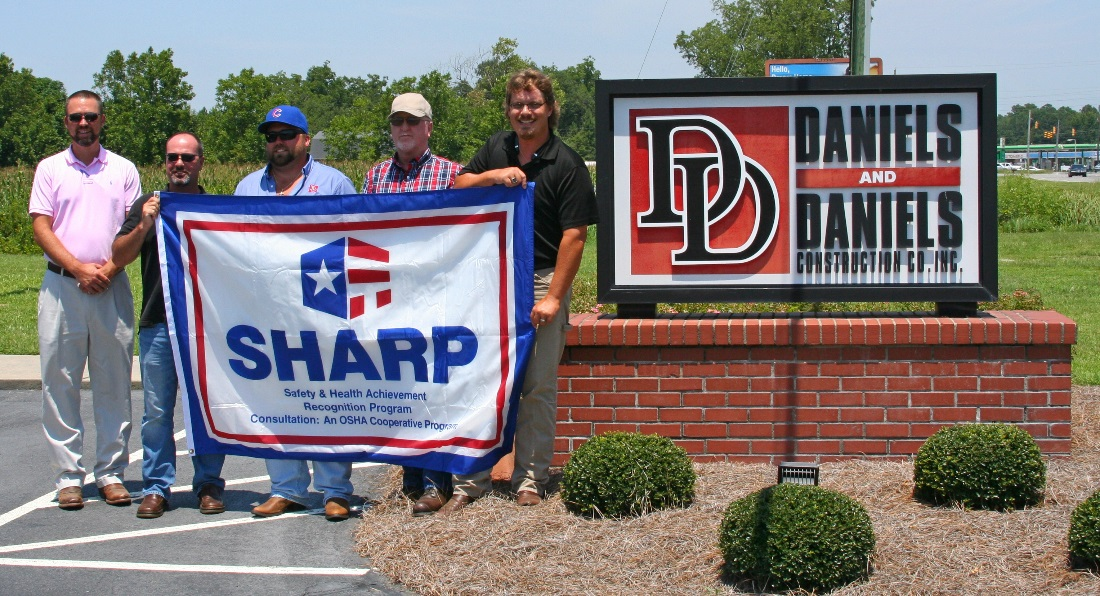 SHARP
Safety & Health Achievement
Recognition Program
Consultation: An OSHA Cooperative Program
DD
DANIELS
AND
DANIELS
CONSTRUCTION CO. INC.
Hello,
C